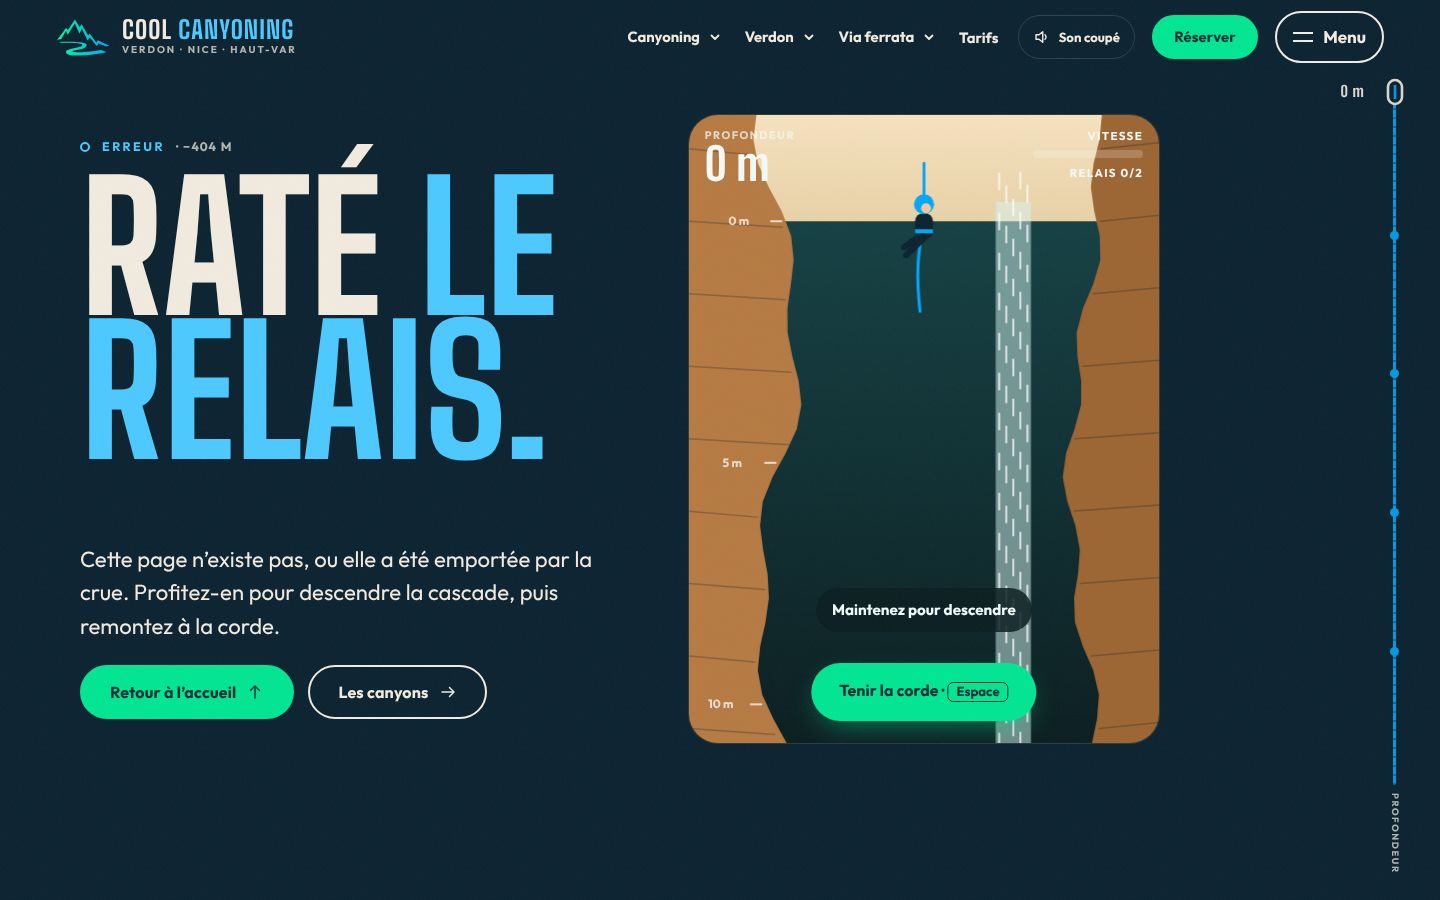 COOL CANYONING
VERDON · NICE · HAUT-VAR
Canyoning
Verdon
Via ferrata
Tarifs
Son coupé
Réserver
Menu
0 m
ERREUR · −404 M
RATÉ LE
RELAIS.
Cette page n’existe pas, ou elle a été emportée par la
crue. Profitez-en pour descendre la cascade, puis
remontez à la corde.
Retour à l’accueil ↑
Les canyons →
PROFONDEUR
0 m
VITESSE
RELAIS 0/2
0 m
5 m
10 m
Maintenez pour descendre
Tenir la corde · Espace
PROFONDEUR